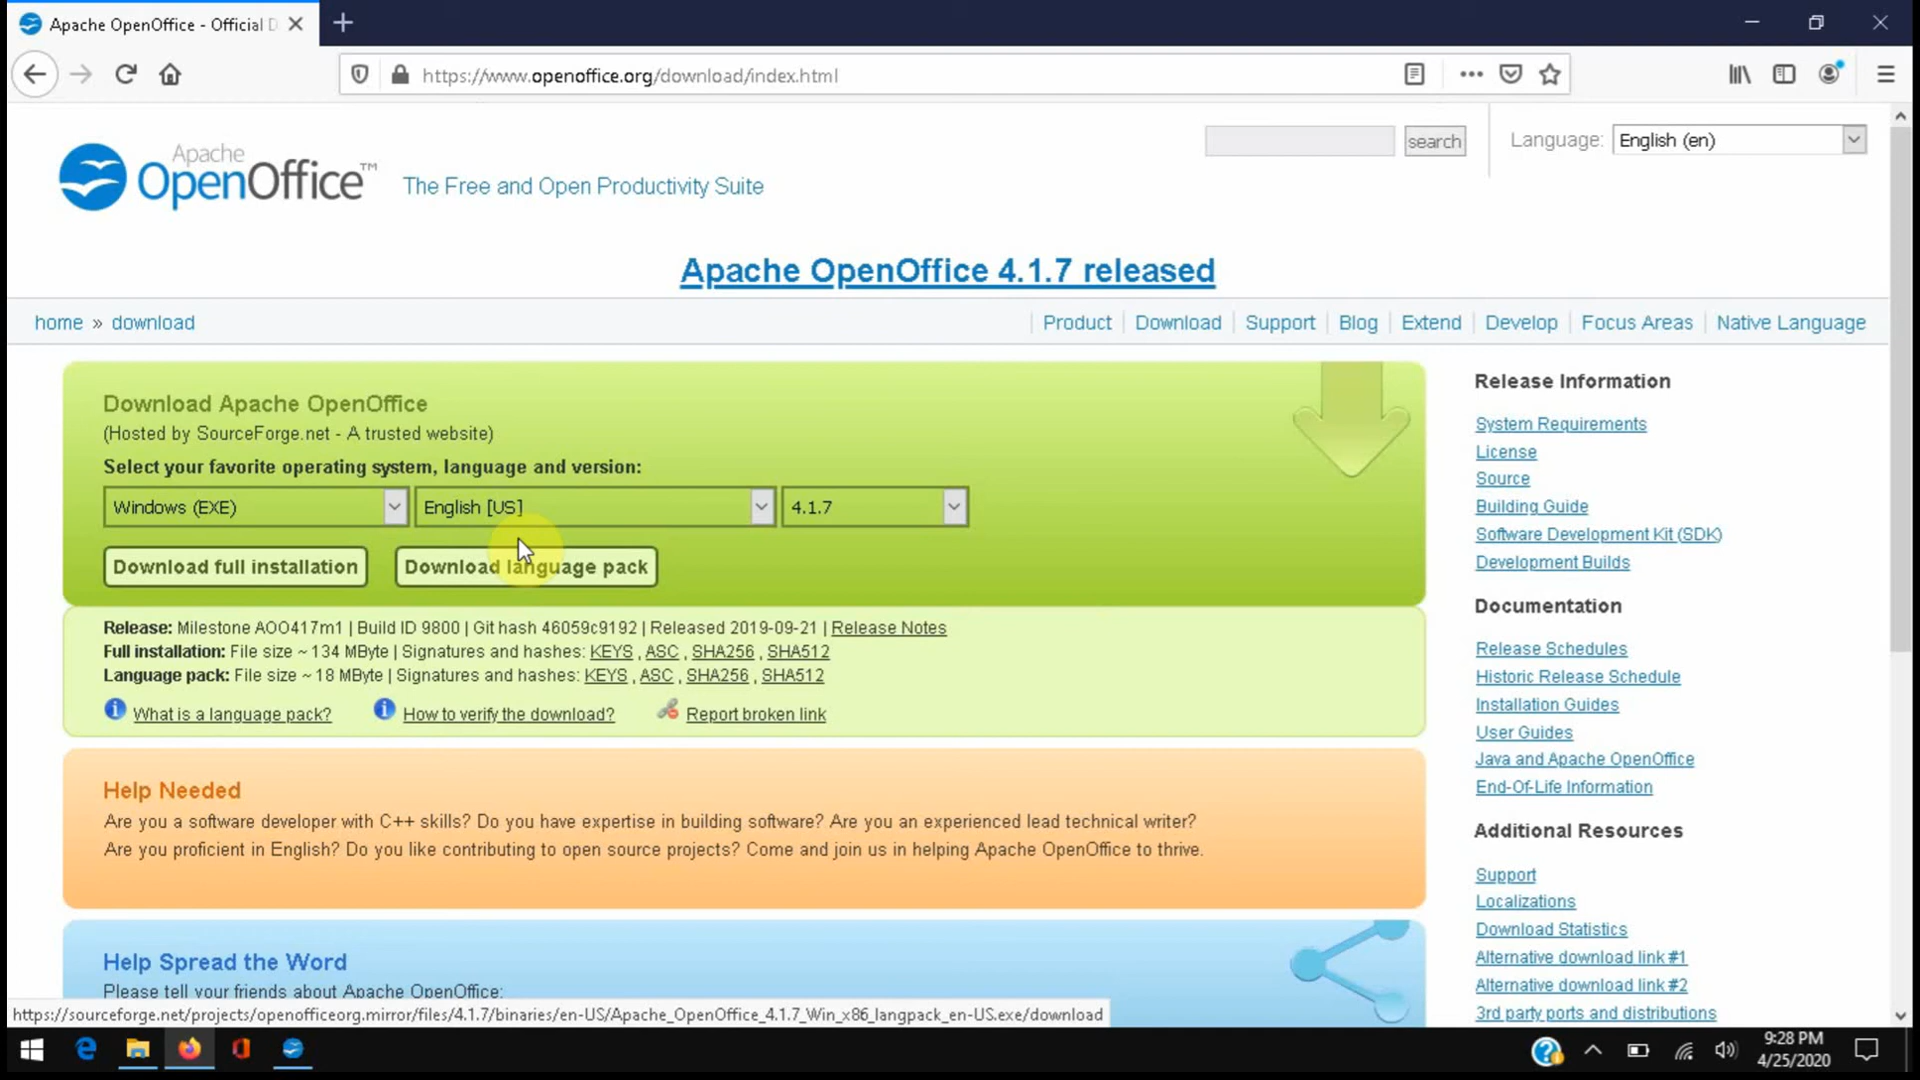 Apache OpenOffice - Official D
https://www.openoffice.org/download/index.html
Apache
OpenOffice™
The Free and Open Productivity Suite
search
Language:
English (en)
Apache OpenOffice 4.1.7 released
home » download
Product
Download
Support
Blog
Extend
Develop
Focus Areas
Native Language
Download Apache OpenOffice
(Hosted by SourceForge.net - A trusted website)
Select your favorite operating system, language and version:
Windows (EXE)
English [US]
4.1.7
Download full installation
Download language pack
Release: Milestone AOO417m1 | Build ID 9800 | Git hash 46059c9192 | Released 2019-09-21 | Release Notes
Full installation: File size ~ 134 MByte | Signatures and hashes: KEYS , ASC , SHA256 , SHA512
Language pack: File size ~ 18 MByte | Signatures and hashes: KEYS , ASC , SHA256 , SHA512
What is a language pack?
How to verify the download?
Report broken link
Help Needed
Are you a software developer with C++ skills? Do you have expertise in building software? Are you an experienced lead technical writer?
Are you proficient in English? Do you like contributing to open source projects? Come and join us in helping Apache OpenOffice to thrive.
Help Spread the Word
Please tell your friends about Apache OpenOffice:
Release Information
System Requirements
License
Source
Building Guide
Software Development Kit (SDK)
Development Builds
Documentation
Release Schedules
Historic Release Schedule
Installation Guides
User Guides
Java and Apache OpenOffice
End-Of-Life Information
Additional Resources
Support
Localizations
Download Statistics
Alternative download link #1
Alternative download link #2
3rd party ports and distributions
https://sourceforge.net/projects/openofficeorg.mirror/files/4.1.7/binaries/en-US/Apache_OpenOffice_4.1.7_Win_x86_langpack_en-US.exe/download
9:28 PM
4/25/2020